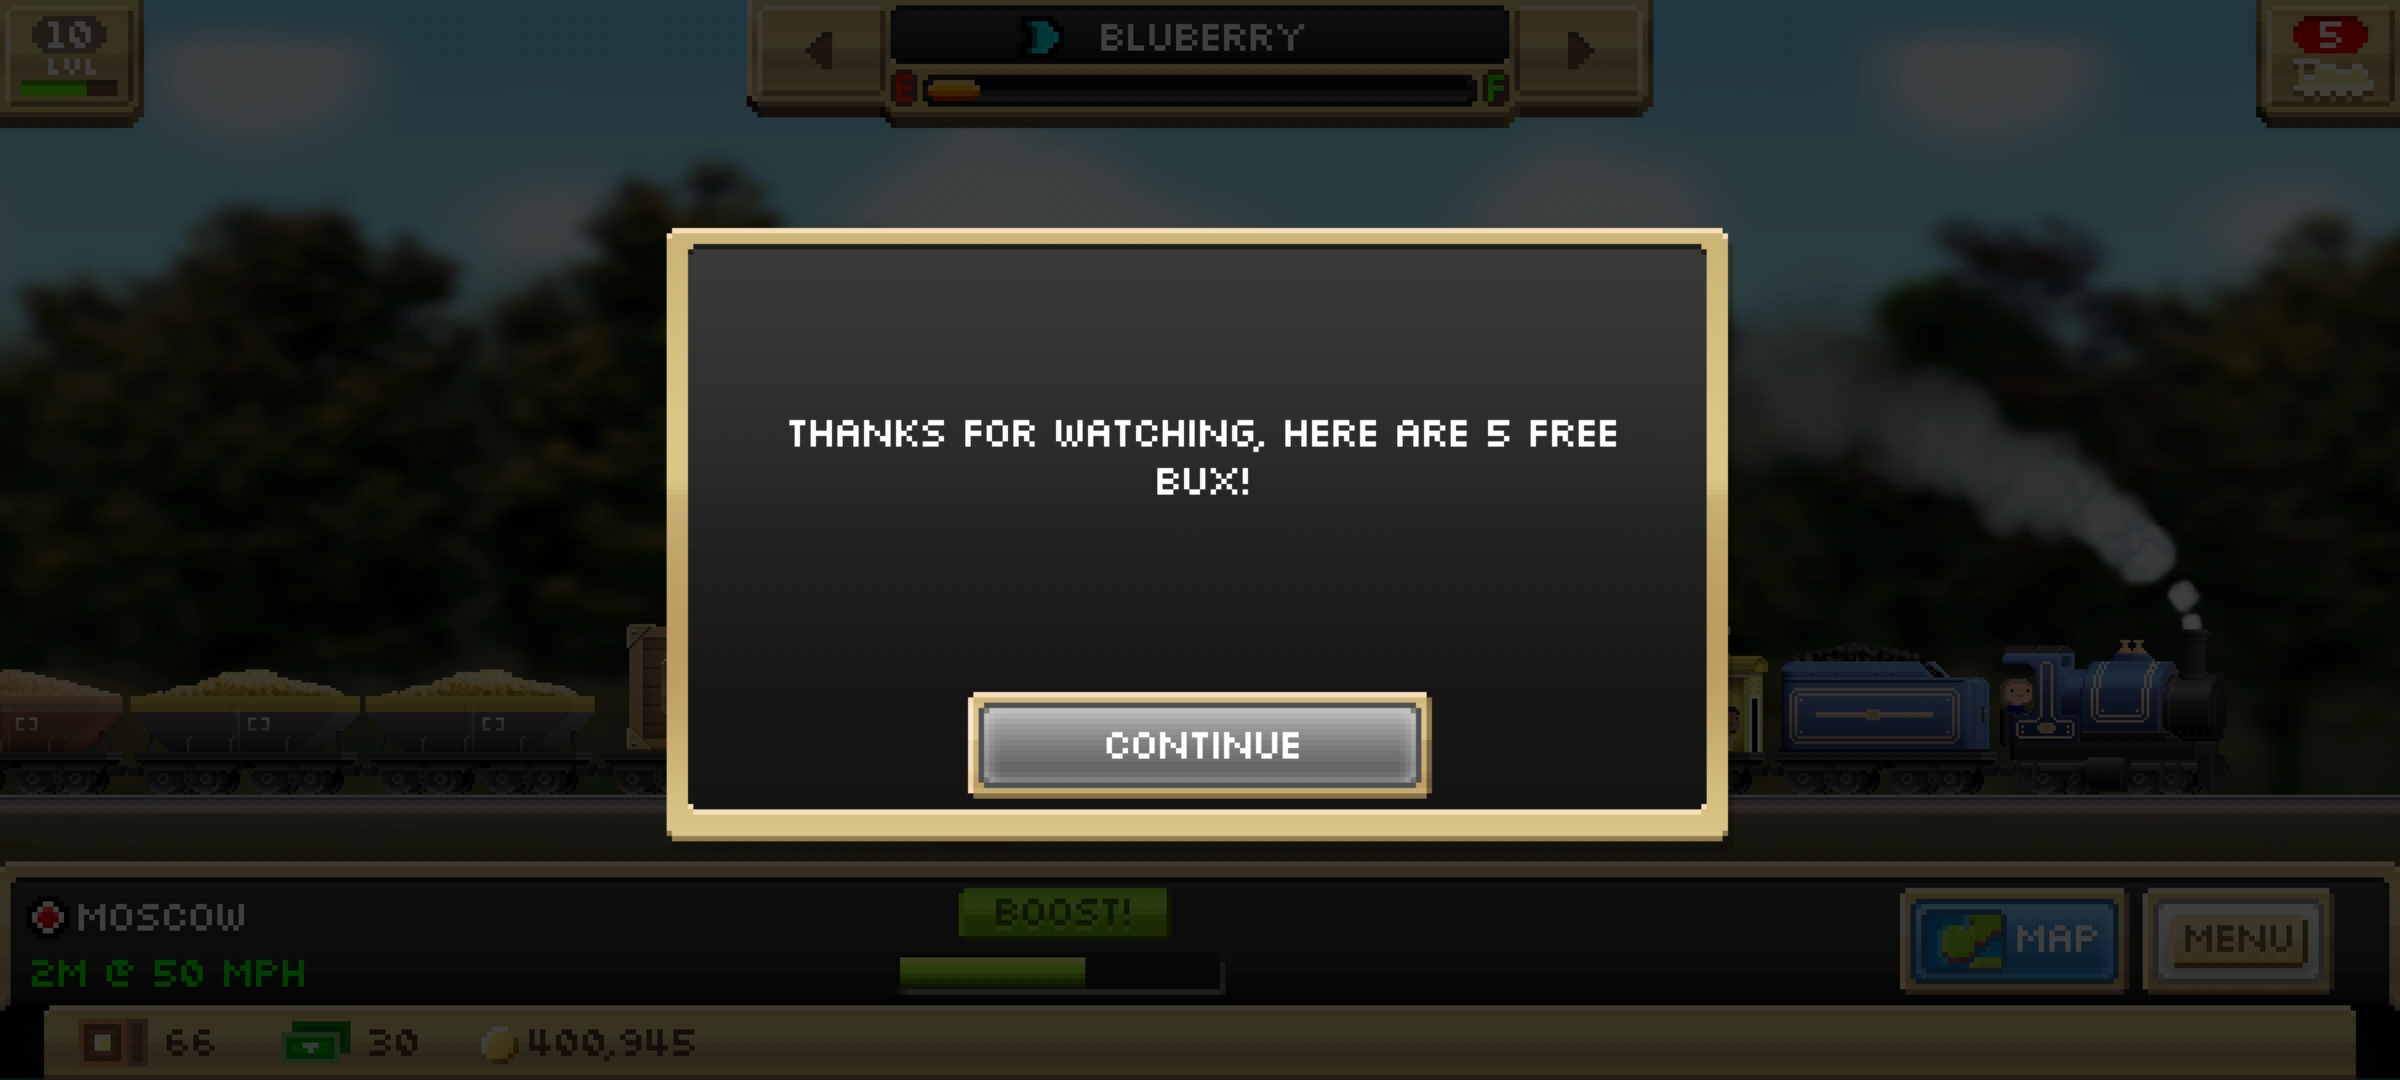 10
LVL
BLUBERRY
E F
5
THANKS FOR WATCHING, HERE ARE 5 FREE
BUX!
CONTINUE
MOSCOW
2M @ 50 MPH
BOOST!
MAP
MENU
66 30 400,945